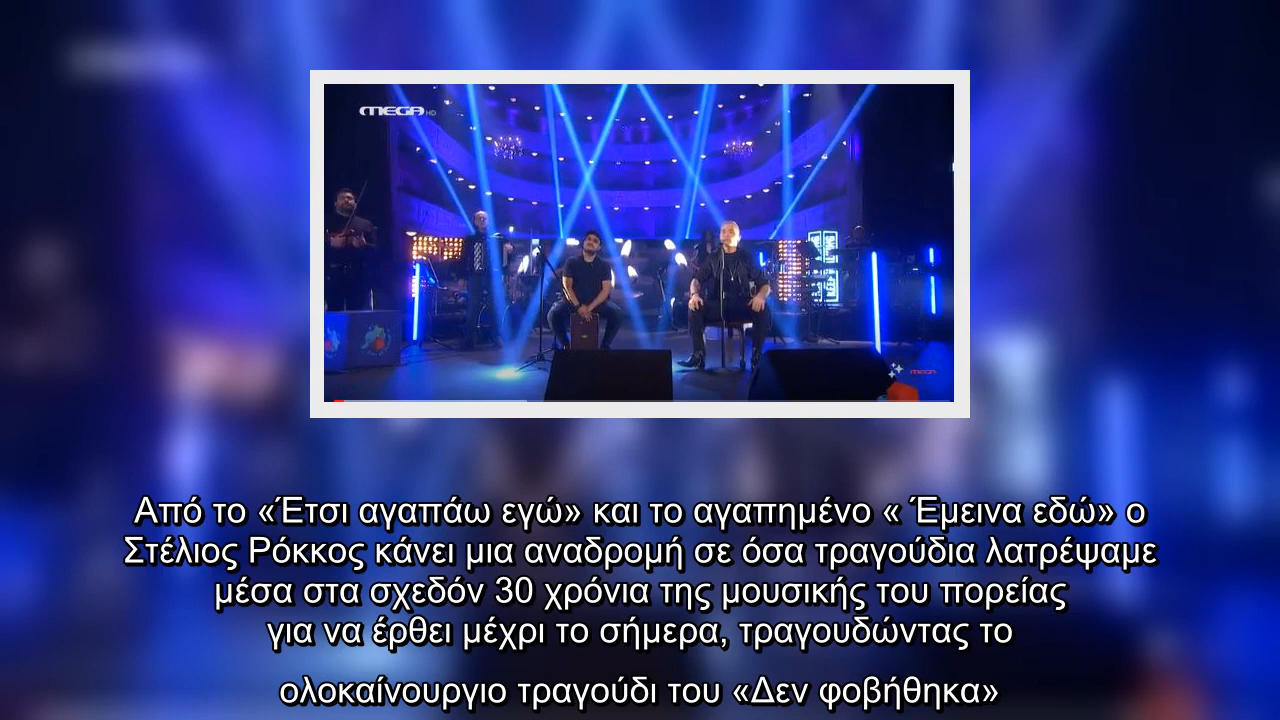 MEGA HD
MEGA
Από το «Έτσι αγαπάω εγώ» και το αγαπημένο « Έμεινα εδώ» ο
Στέλιος Ρόκκος κάνει μια αναδρομή σε όσα τραγούδια λατρέψαμε
μέσα στα σχεδόν 30 χρόνια της μουσικής του πορείας
για να έρθει μέχρι το σήμερα, τραγουδώντας το
ολοκαίνουργιο τραγούδι του «Δεν φοβήθηκα»